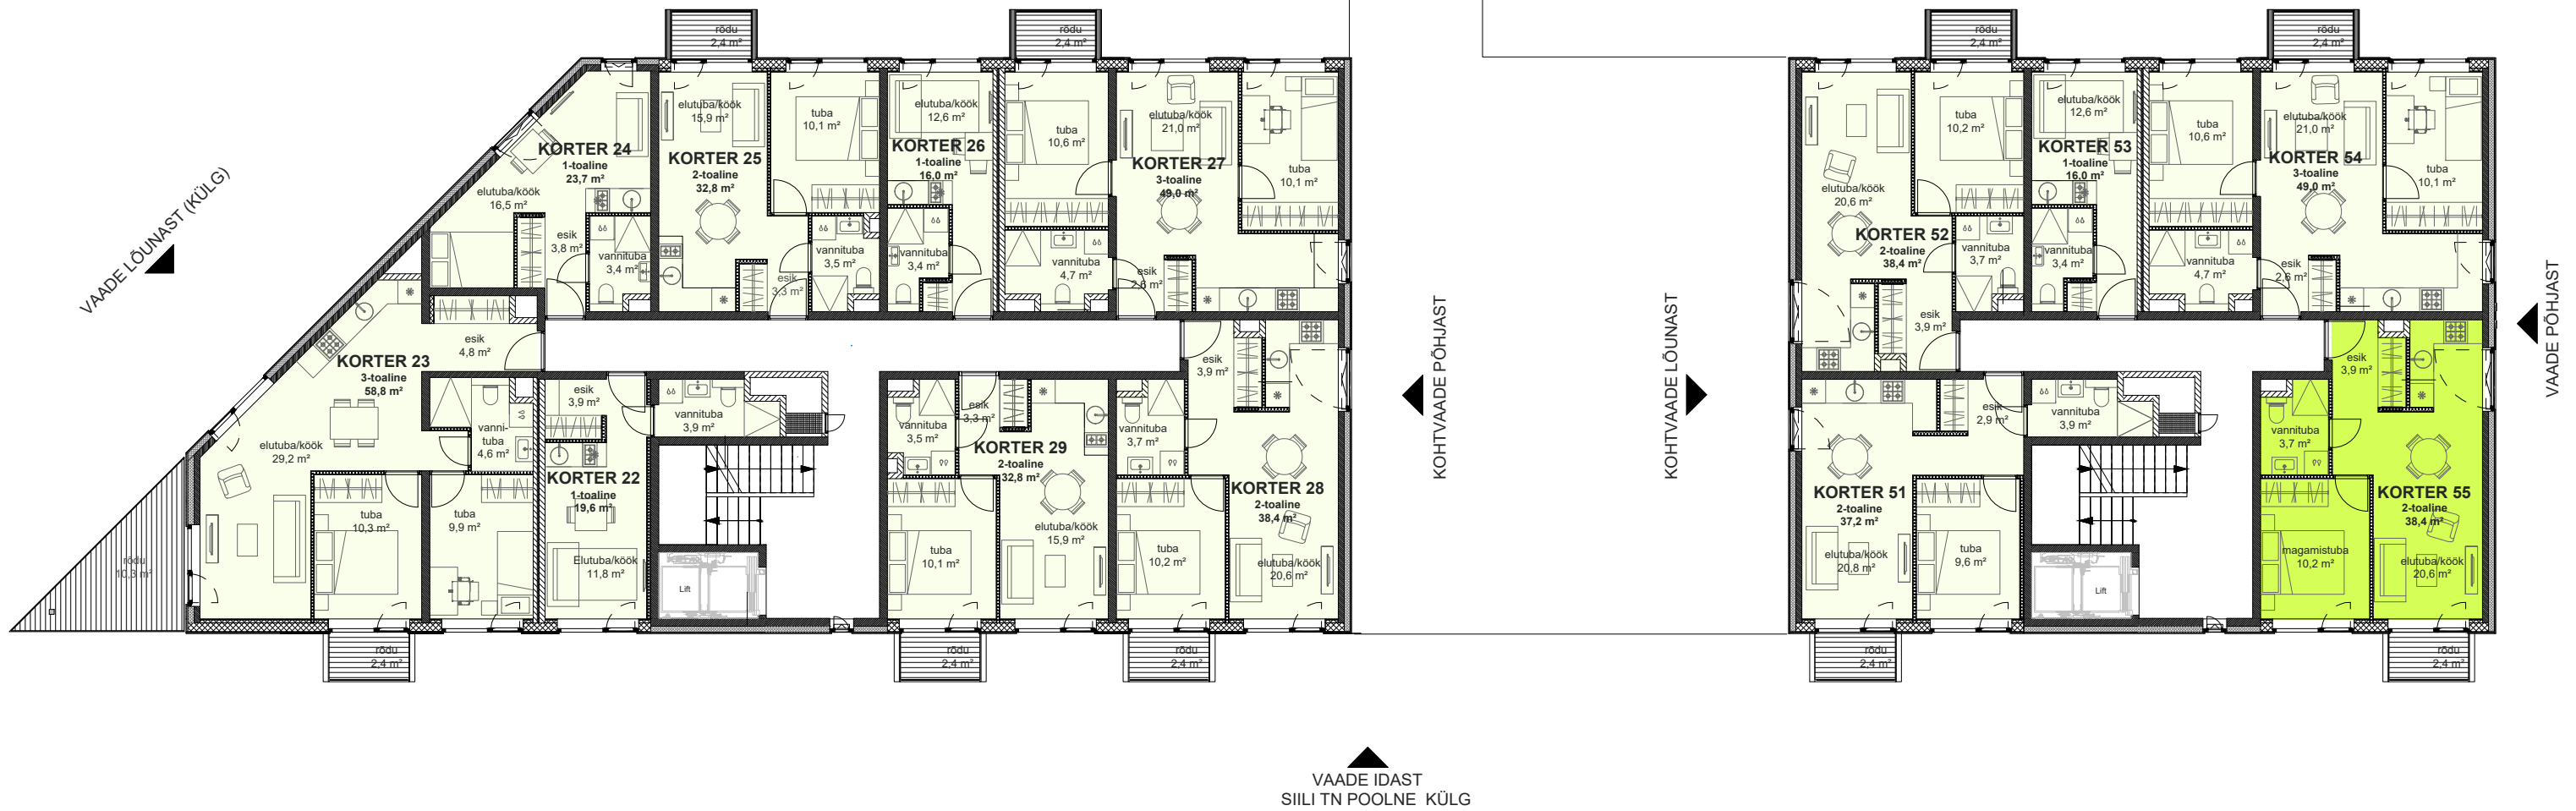 rõdu
2,4 m²
rõdu
2,4 m²
rõdu
2,4 m²
rõdu
2,4 m²
KORTER 24
1-toaline
23,7 m²
elutuba/köök
16,5 m²
esik
3,8 m²
vannituba
3,4 m²
elutuba/köök
15,9 m²
KORTER 25
2-toaline
32,8 m²
tuba
10,1 m²
vannituba
3,5 m²
esik
3,3 m²
elutuba/köök
12,6 m²
KORTER 26
1-toaline
16,0 m²
vannituba
3,4 m²
tuba
10,6 m²
vannituba
4,7 m²
elutuba/köök
21,0 m²
KORTER 27
3-toaline
49,0 m²
esik
2,6 m²
tuba
10,1 m²
VAADE LÕUNAST (KÜLG)
KORTER 23
3-toaline
58,8 m²
esik
4,8 m²
elutuba/köök
29,2 m²
vanni-
tuba
4,6 m²
tuba
10,3 m²
tuba
9,9 m²
rõdu
10,3 m²
rõdu
2,4 m²
esik
3,9 m²
vannituba
3,9 m²
KORTER 22
1-toaline
19,6 m²
Elutuba/köök
11,8 m²
Lift
vannituba
3,5 m²
esik
3,3 m²
KORTER 29
2-toaline
32,8 m²
elutuba/köök
15,9 m²
tuba
10,1 m²
rõdu
2,4 m²
esik
3,9 m²
vannituba
3,7 m²
KORTER 28
2-toaline
38,4 m²
tuba
10,2 m²
elutuba/köök
20,6 m²
rõdu
2,4 m²
KOHTVAADE PÕHJAST
KOHTVAADE LÕUNAST
elutuba/köök
20,6 m²
KORTER 52
2-toaline
38,4 m²
tuba
10,2 m²
vannituba
3,7 m²
esik
3,9 m²
elutuba/köök
12,6 m²
KORTER 53
1-toaline
16,0 m²
vannituba
3,4 m²
tuba
10,6 m²
vannituba
4,7 m²
elutuba/köök
21,0 m²
KORTER 54
3-toaline
49,0 m²
esik
2,6 m²
tuba
10,1 m²
VAADE PÕHJAST
esik
2,9 m²
vannituba
3,9 m²
KORTER 51
2-toaline
37,2 m²
elutuba/köök
20,8 m²
tuba
9,6 m²
rõdu
2,4 m²
Lift
esik
3,9 m²
vannituba
3,7 m²
KORTER 55
2-toaline
38,4 m²
magamistuba
10,2 m²
elutuba/köök
20,6 m²
rõdu
2,4 m²
VAADE IDAST
SIILI TN POOLNE KÜLG